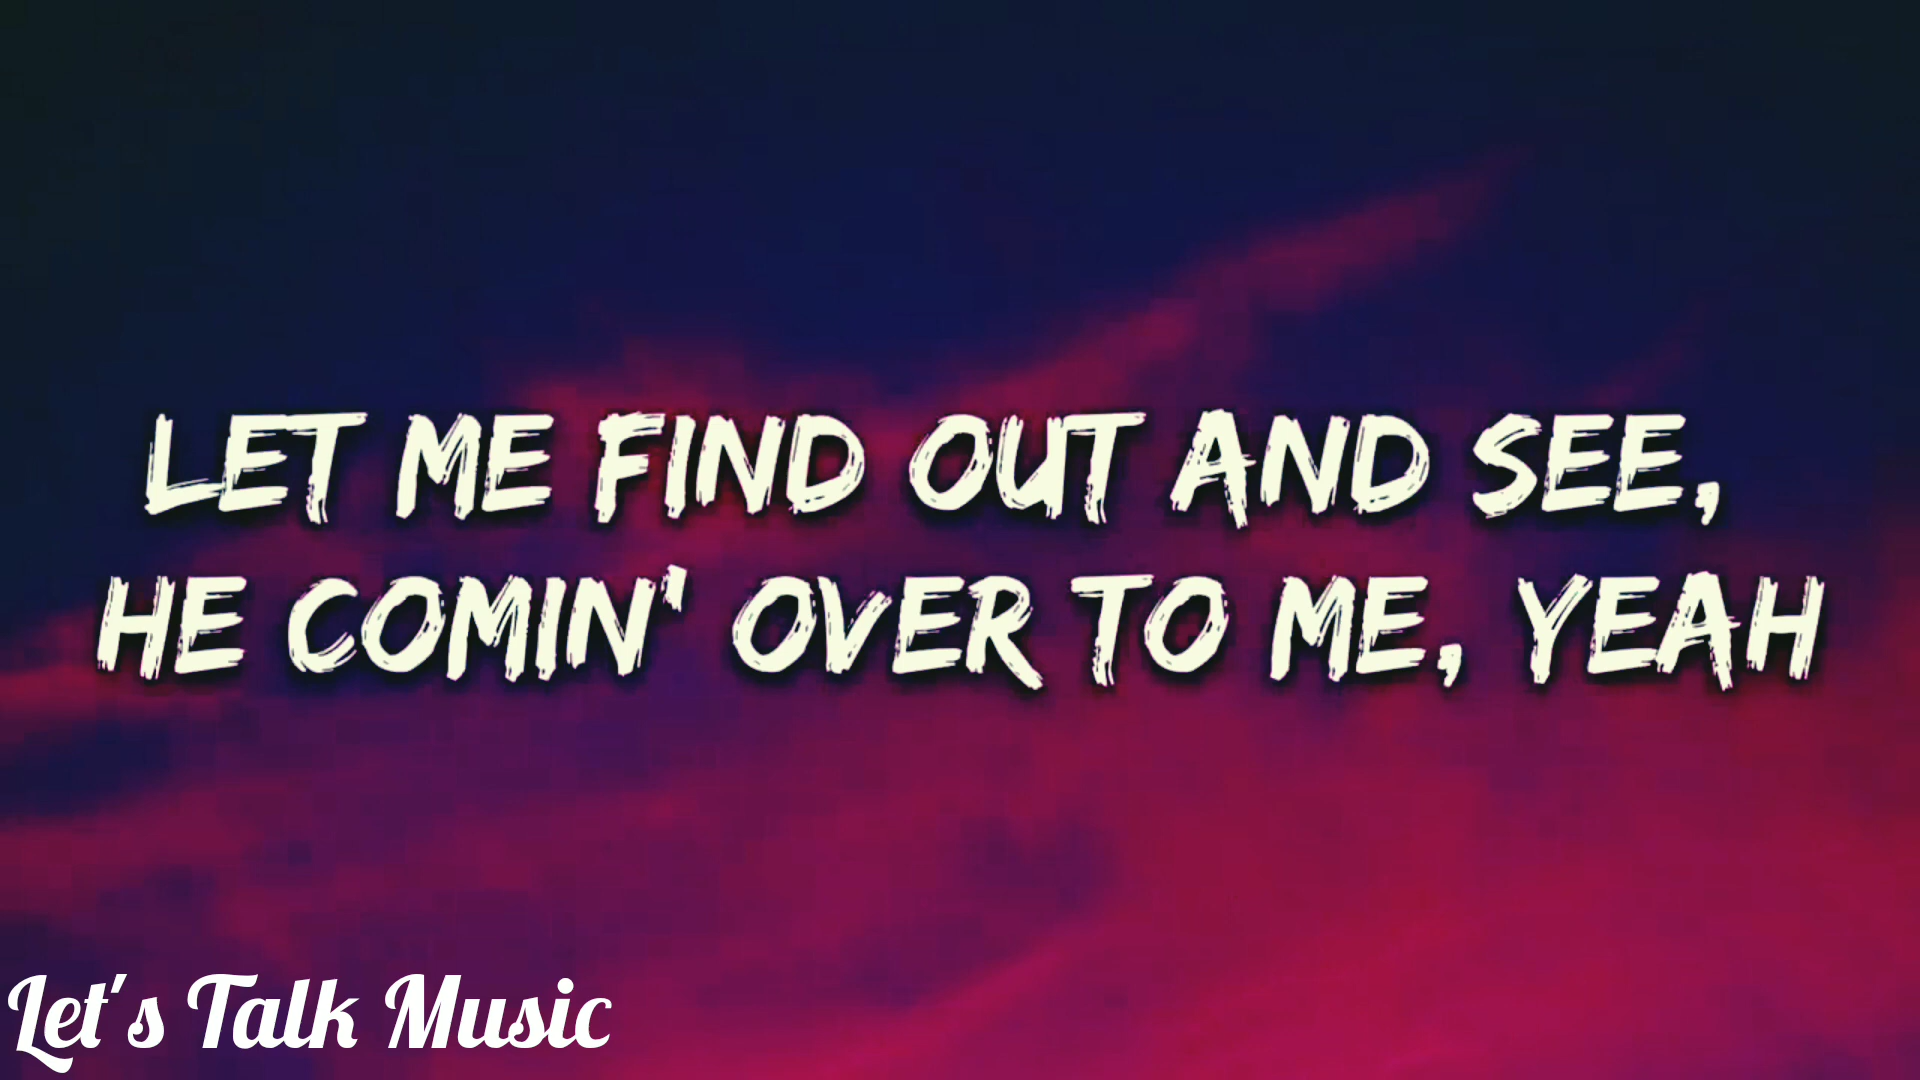 LET ME FIND OUT AND SEE,
HE COMIN' OVER TO ME, YEAH
Let's Talk Music